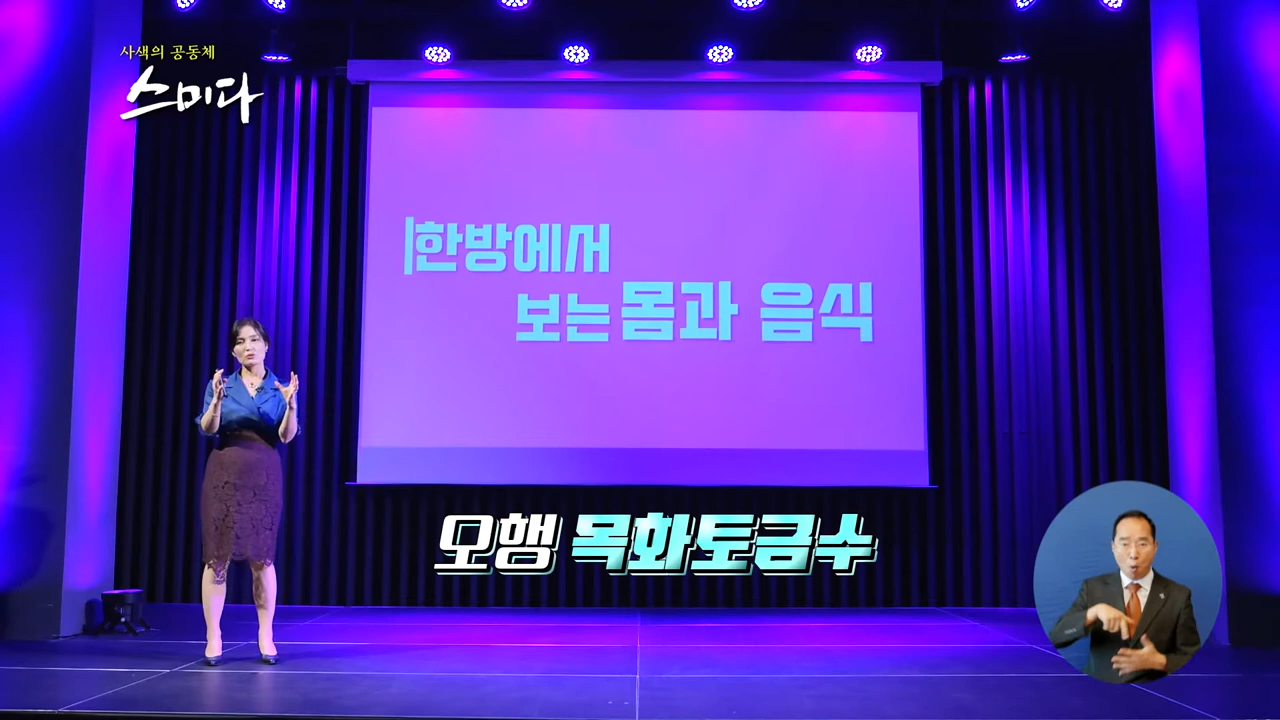 사색의 공동체
스미다
한방에서
보는 몸과 음식
오행 목화토금수